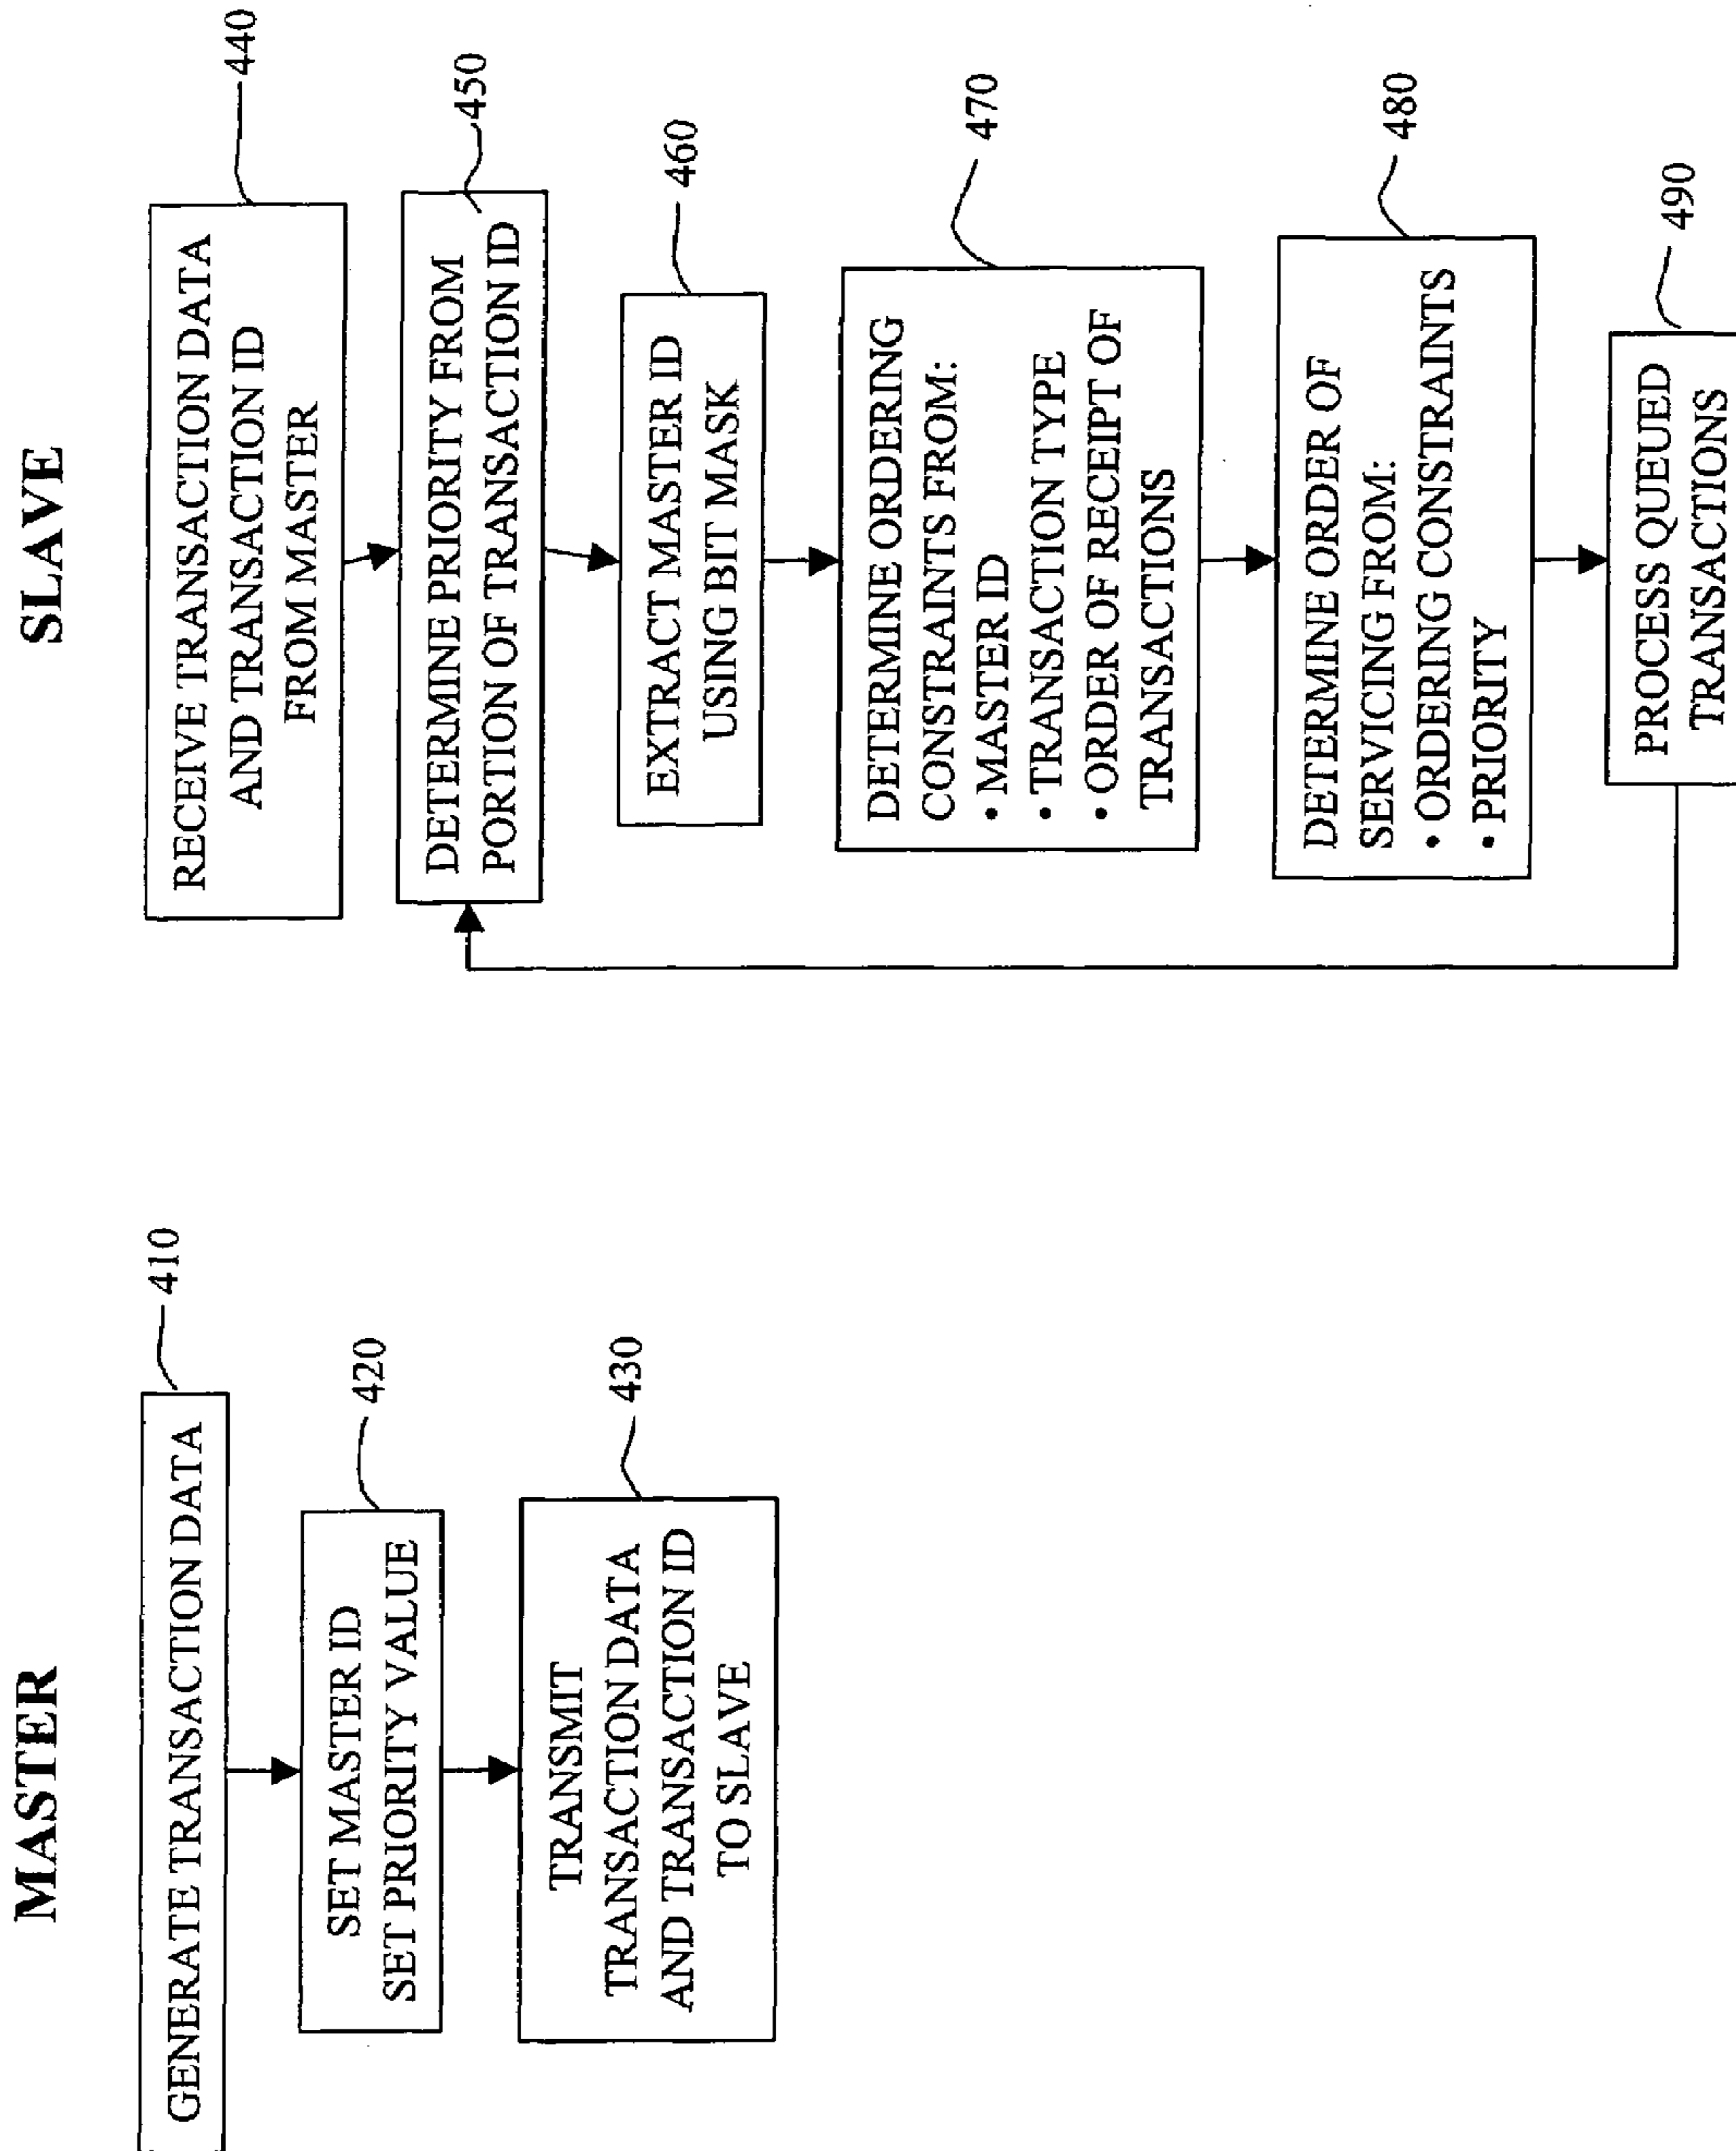 MASTER
GENERATE TRANSACTION DATA
410
SET MASTER ID
SET PRIORITY VALUE
420
TRANSMIT
TRANSACTION DATA
AND TRANSACTION ID
TO SLAVE
430
SLAVE
RECEIVE TRANSACTION DATA
AND TRANSACTION ID
FROM MASTER
440
DETERMINE PRIORITY FROM
PORTION OF TRANSACTION ID
450
EXTRACT MASTER ID
USING BIT MASK
460
DETERMINE ORDERING
CONSTRAINTS FROM:
• MASTER ID
• TRANSACTION TYPE
• ORDER OF RECEIPT OF
TRANSACTIONS
470
DETERMINE ORDER OF
SERVICING FROM:
• ORDERING CONSTRAINTS
• PRIORITY
480
PROCESS QUEUED
TRANSACTIONS
490